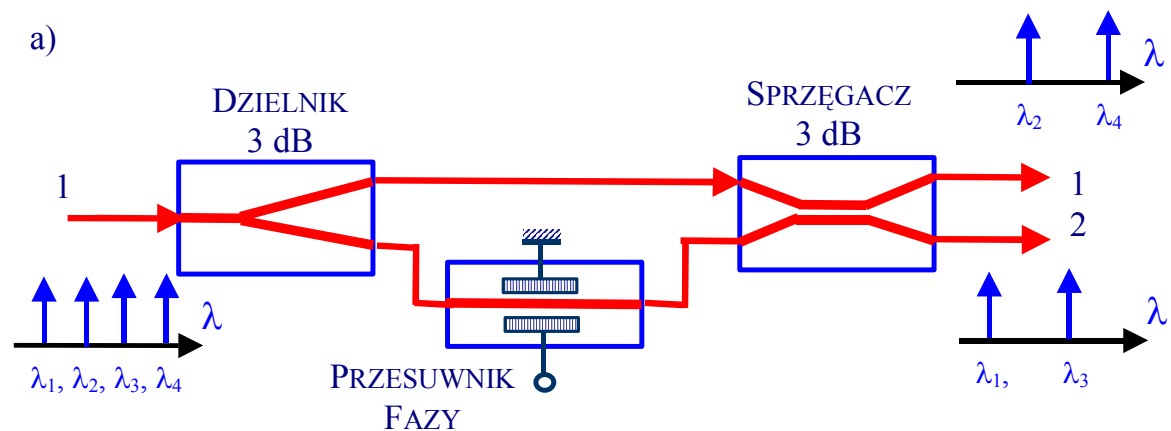 a)
DZIELNIK
3 dB
SPRZĘGACZ
3 dB
λ
λ2 λ4
1
1
2
λ
λ1, λ2, λ3, λ4
PRZESUWNIK
FAZY
λ
λ1, λ3